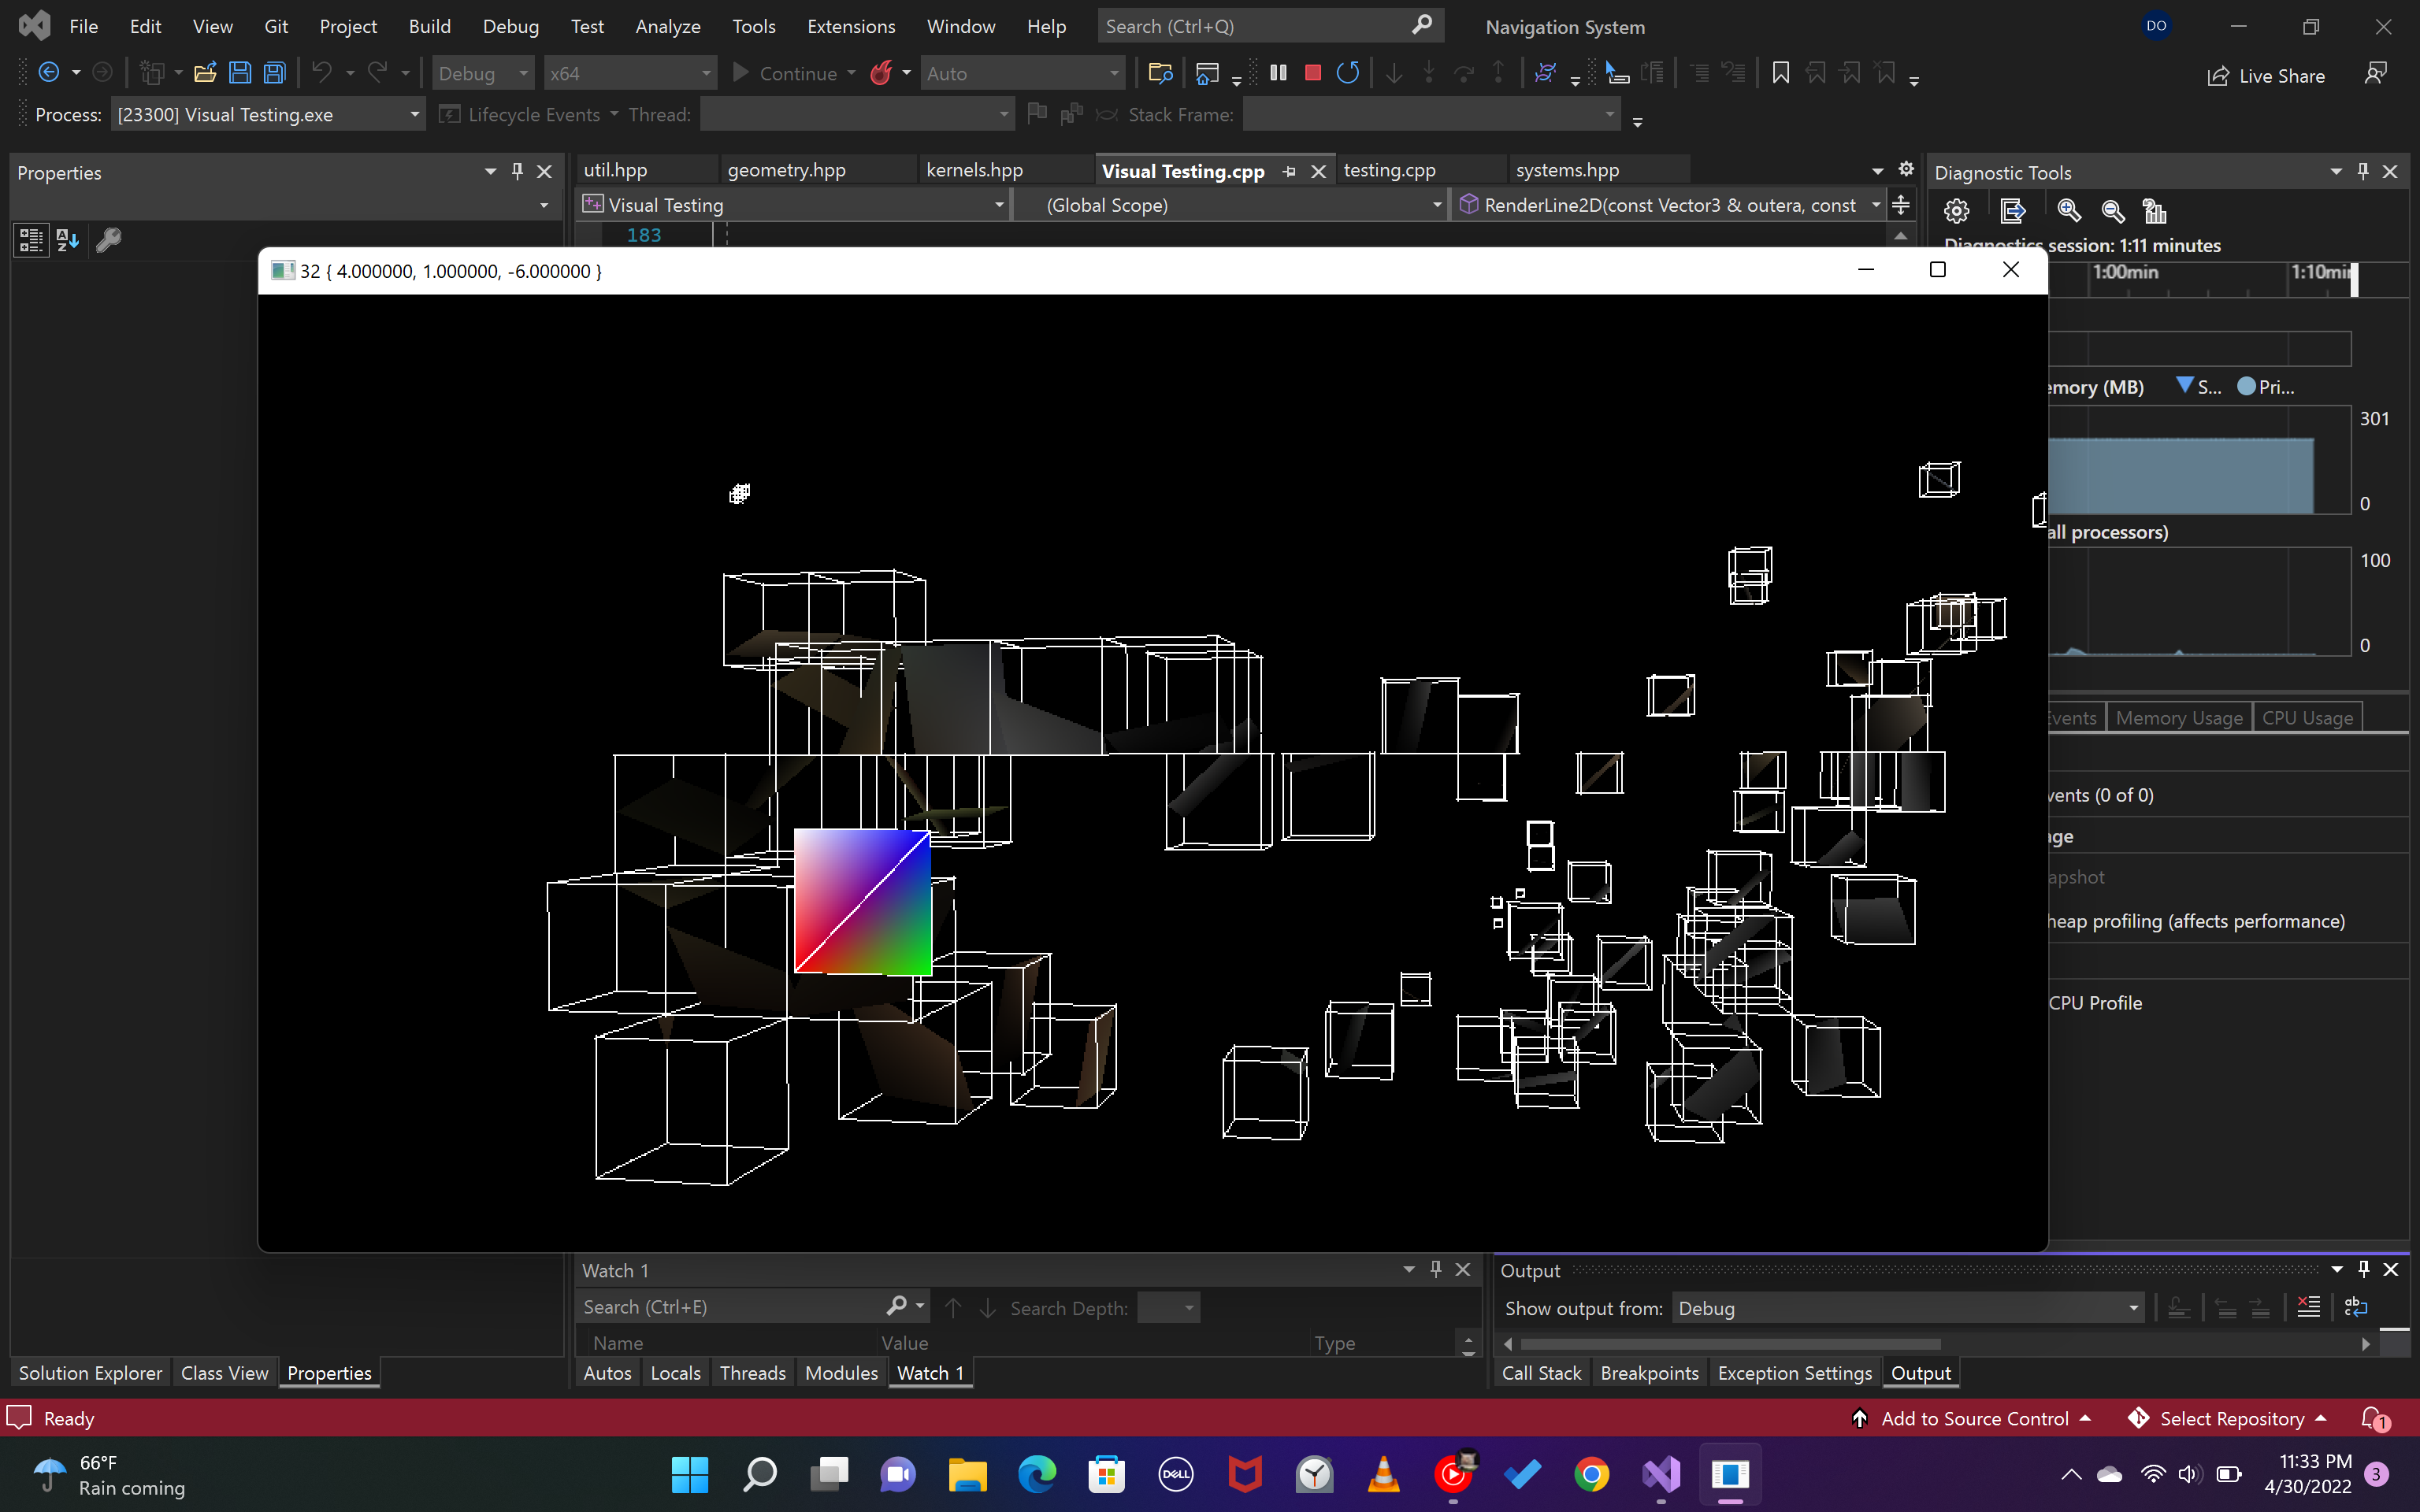 File Edit View Git Project Build Debug Test Analyze Tools Extensions Window Help Search (Ctrl+Q) Navigation System DO
Debug x64 Continue Auto Live Share
Process: [23300] Visual Testing.exe Lifecycle Events Thread: Stack Frame:
Properties
util.hpp geometry.hpp kernels.hpp Visual Testing.cpp testing.cpp systems.hpp
Diagnostic Tools
Visual Testing (Global Scope) RenderLine2D(const Vector3 & outera, const
183
Diagnostics session: 1:11 minutes
32 { 4.000000, 1.000000, -6.000000 }
1:00min 1:10min
emory (MB) S... Pri...
301
0
all processors)
100
0
Events Memory Usage CPU Usage
vents (0 of 0)
ge
apshot
heap profiling (affects performance)
CPU Profile
Watch 1
Search (Ctrl+E) Search Depth:
Name Value Type
Output
Show output from: Debug
Solution Explorer Class View Properties
Autos Locals Threads Modules Watch 1
Call Stack Breakpoints Exception Settings Output
Ready Add to Source Control Select Repository 1
66°F
Rain coming
DELL
11:33 PM
4/30/2022
3